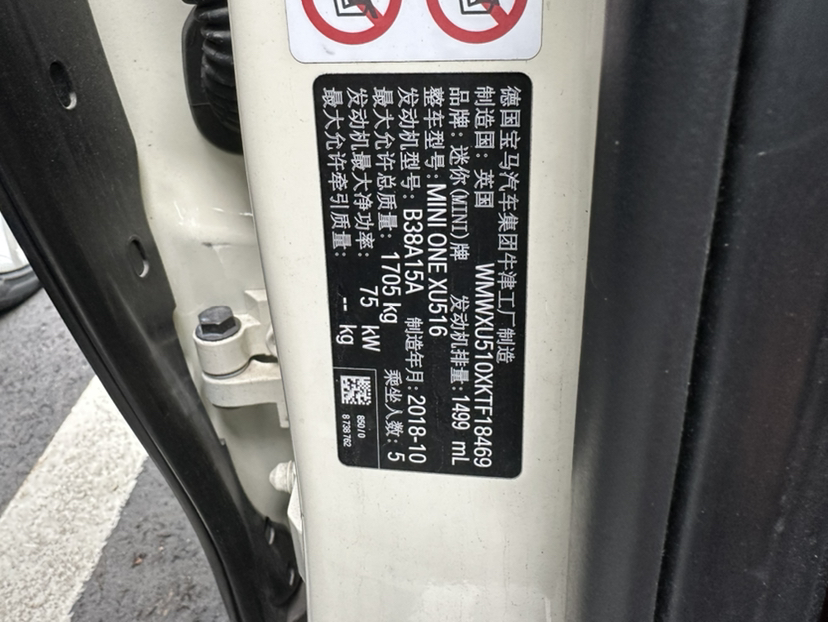 德国宝马汽车集团牛津工厂制造
制造国：英国 WMWXU510XKTF18469
品牌：迷你(MINI)牌 发动机排量：1499 mL
整车型号：MINI ONE XU516
发动机型号：B38A15A 制造年月：2018-10
最大允许总质量：1705 kg 乘坐人数：5
发动机最大净功率：75 kW
最大允许牵引质量：-- kg
850/0
8738762